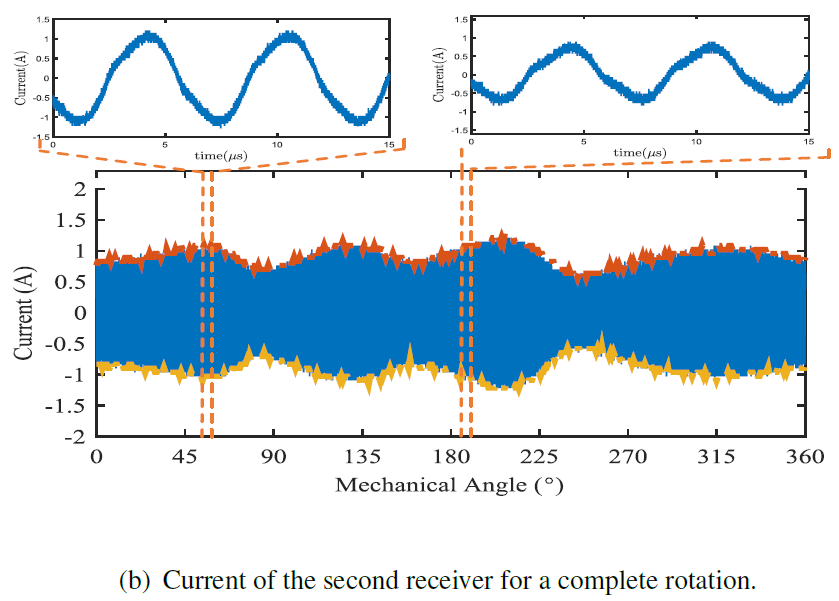 1.5
1
0.5
0
-0.5
-1
-1.5
Current(A)
0 5 10 15
time(μs)
1.5
1
0.5
0
-0.5
-1
-1.5
Current(A)
0 5 10 15
time(μs)
2
1.5
1
0.5
0
-0.5
-1
-1.5
-2
Current (A)
0 45 90 135 180 225 270 315 360
Mechanical Angle (°)
(b) Current of the second receiver for a complete rotation.